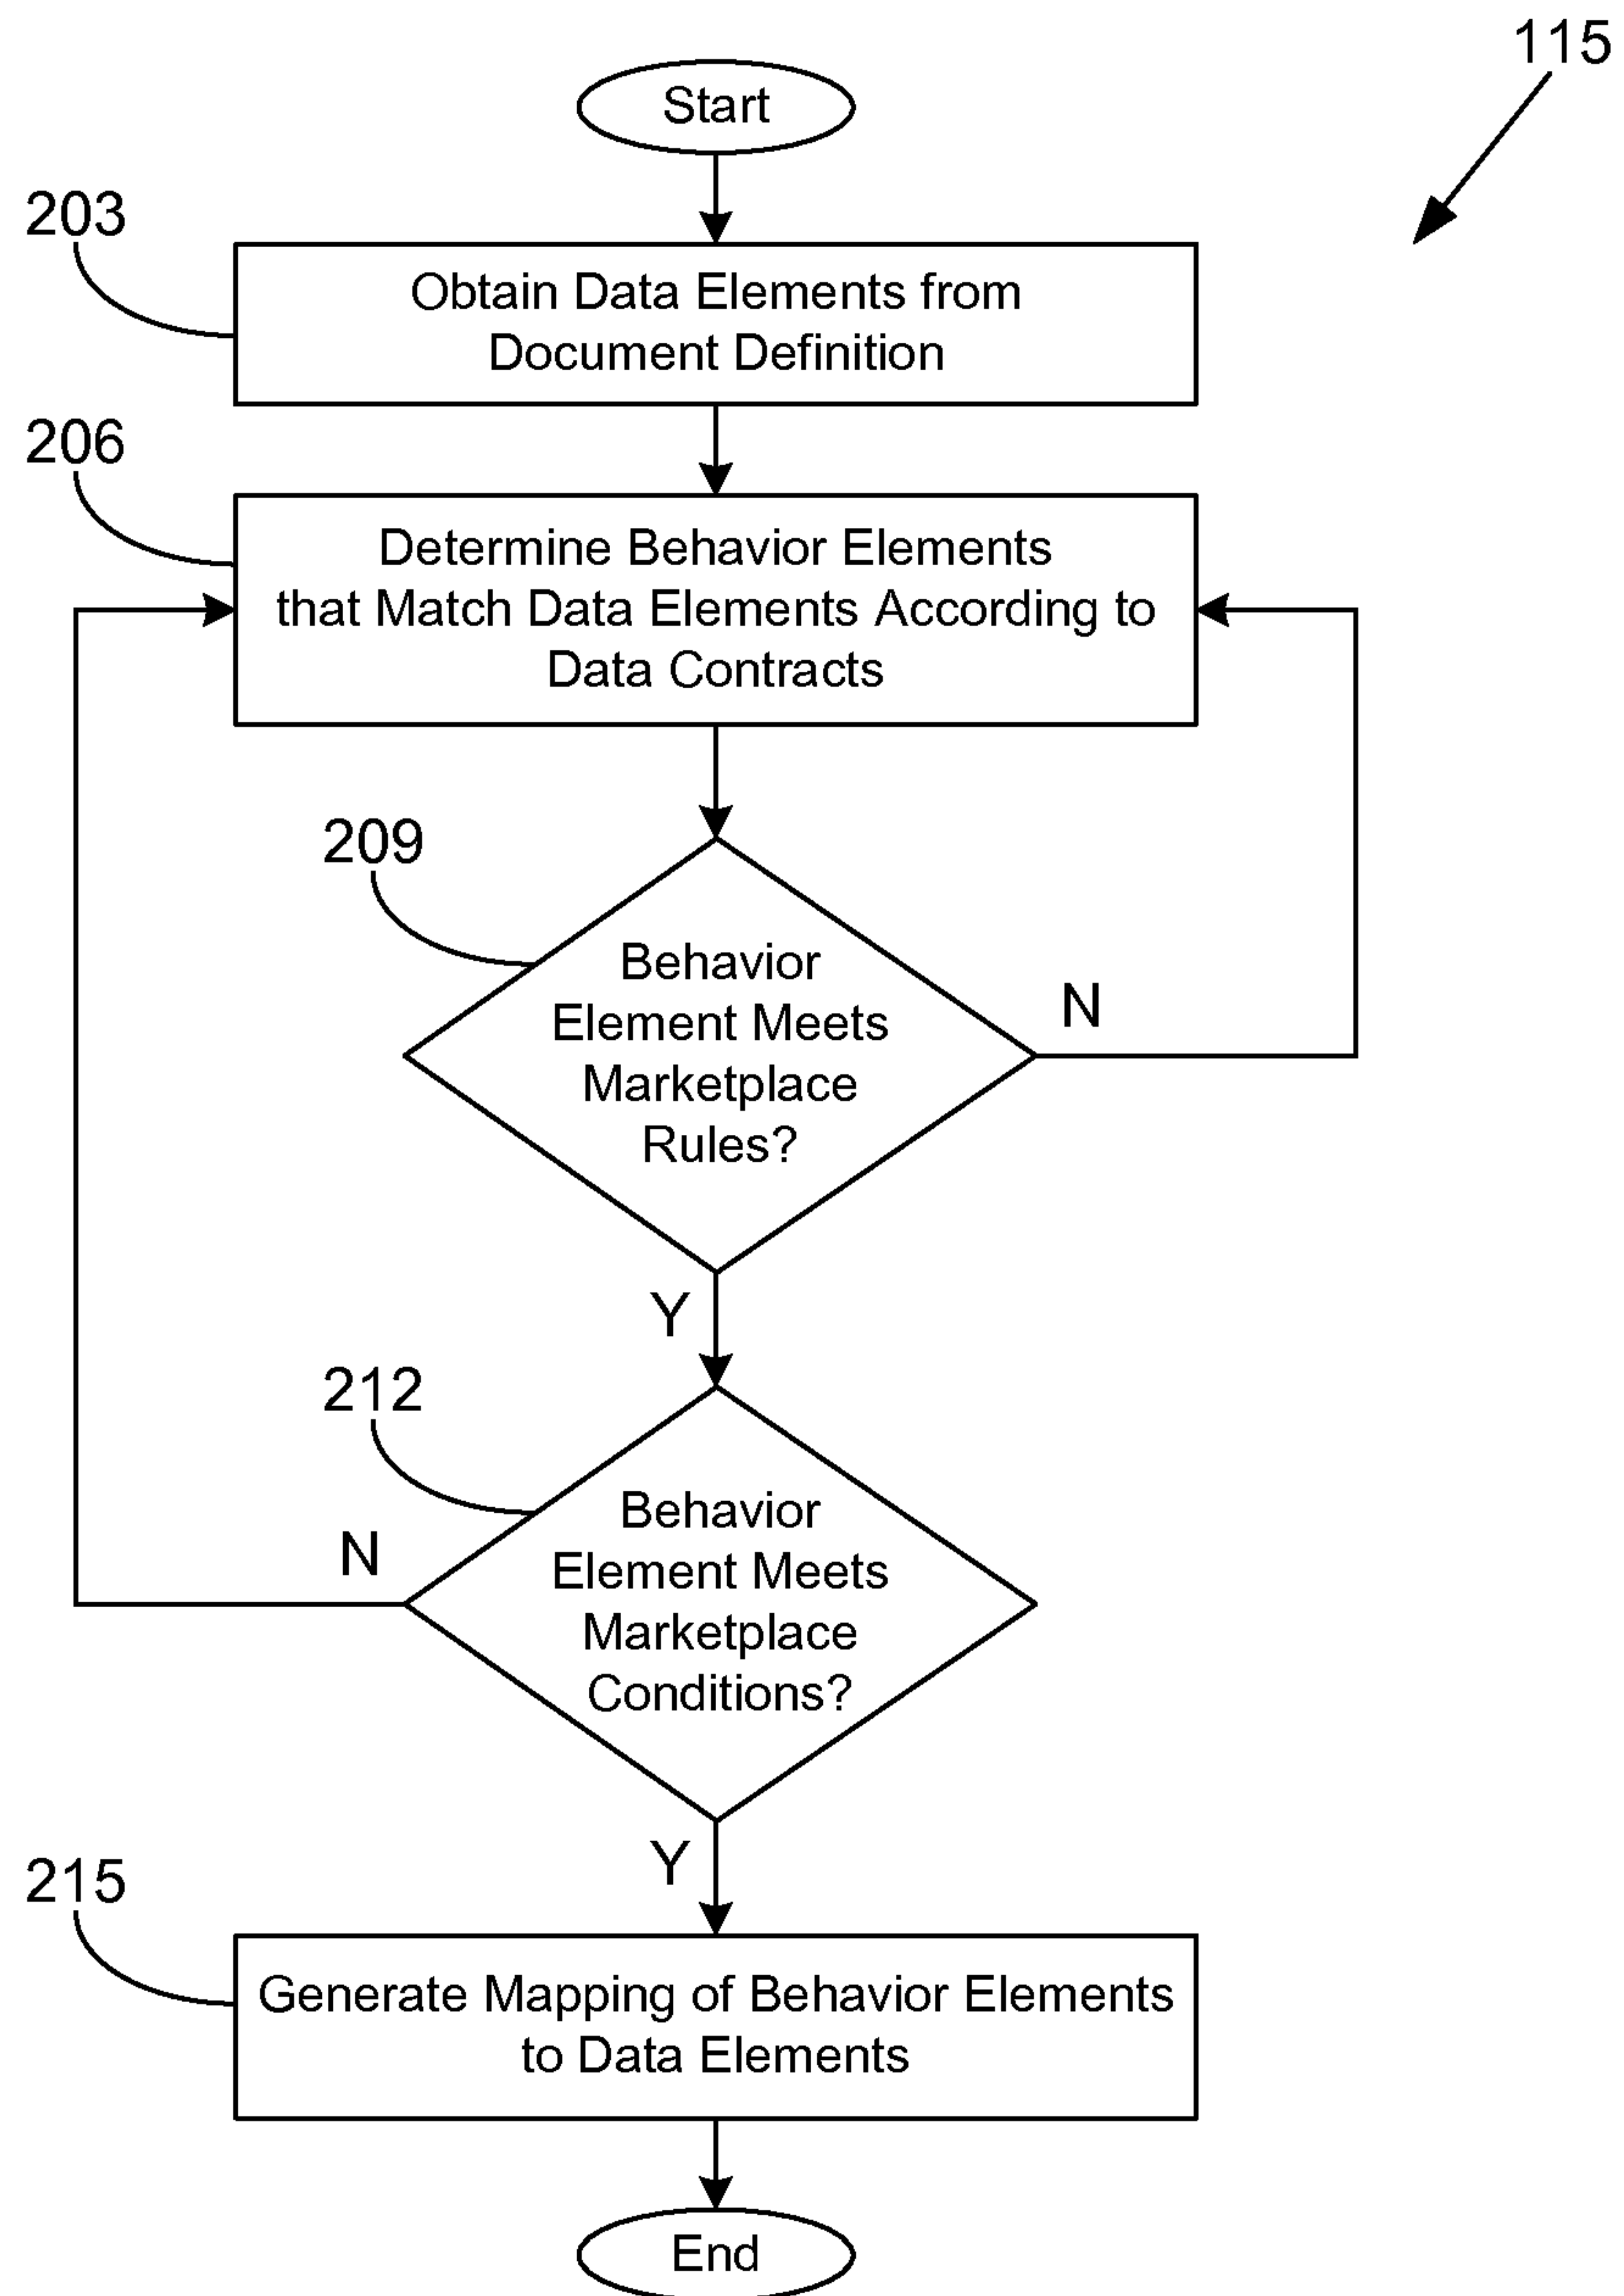 115
Start
203
Obtain Data Elements from
Document Definition
206
Determine Behavior Elements
that Match Data Elements According to
Data Contracts
209
Behavior
Element Meets
Marketplace
Rules?
N
Y
212
Behavior
Element Meets
Marketplace
Conditions?
N
Y
215
Generate Mapping of Behavior Elements
to Data Elements
End